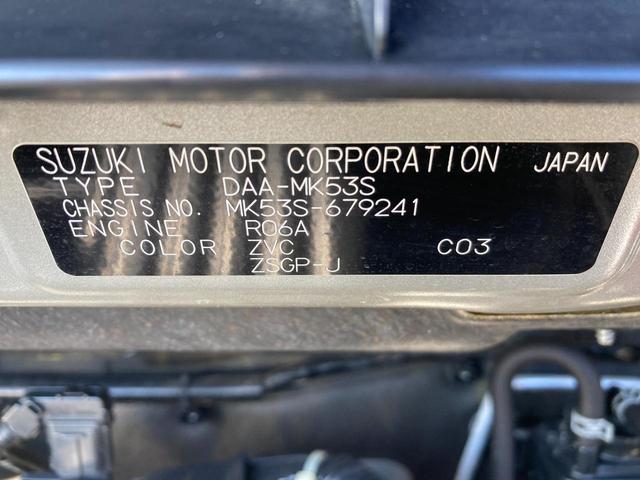 SUZUKI MOTOR CORPORATION JAPAN
TYPE DAA-MK53S
CHASSIS NO. MK53S-679241
ENGINE R06A
COLOR ZVC C03
ZSGP-J